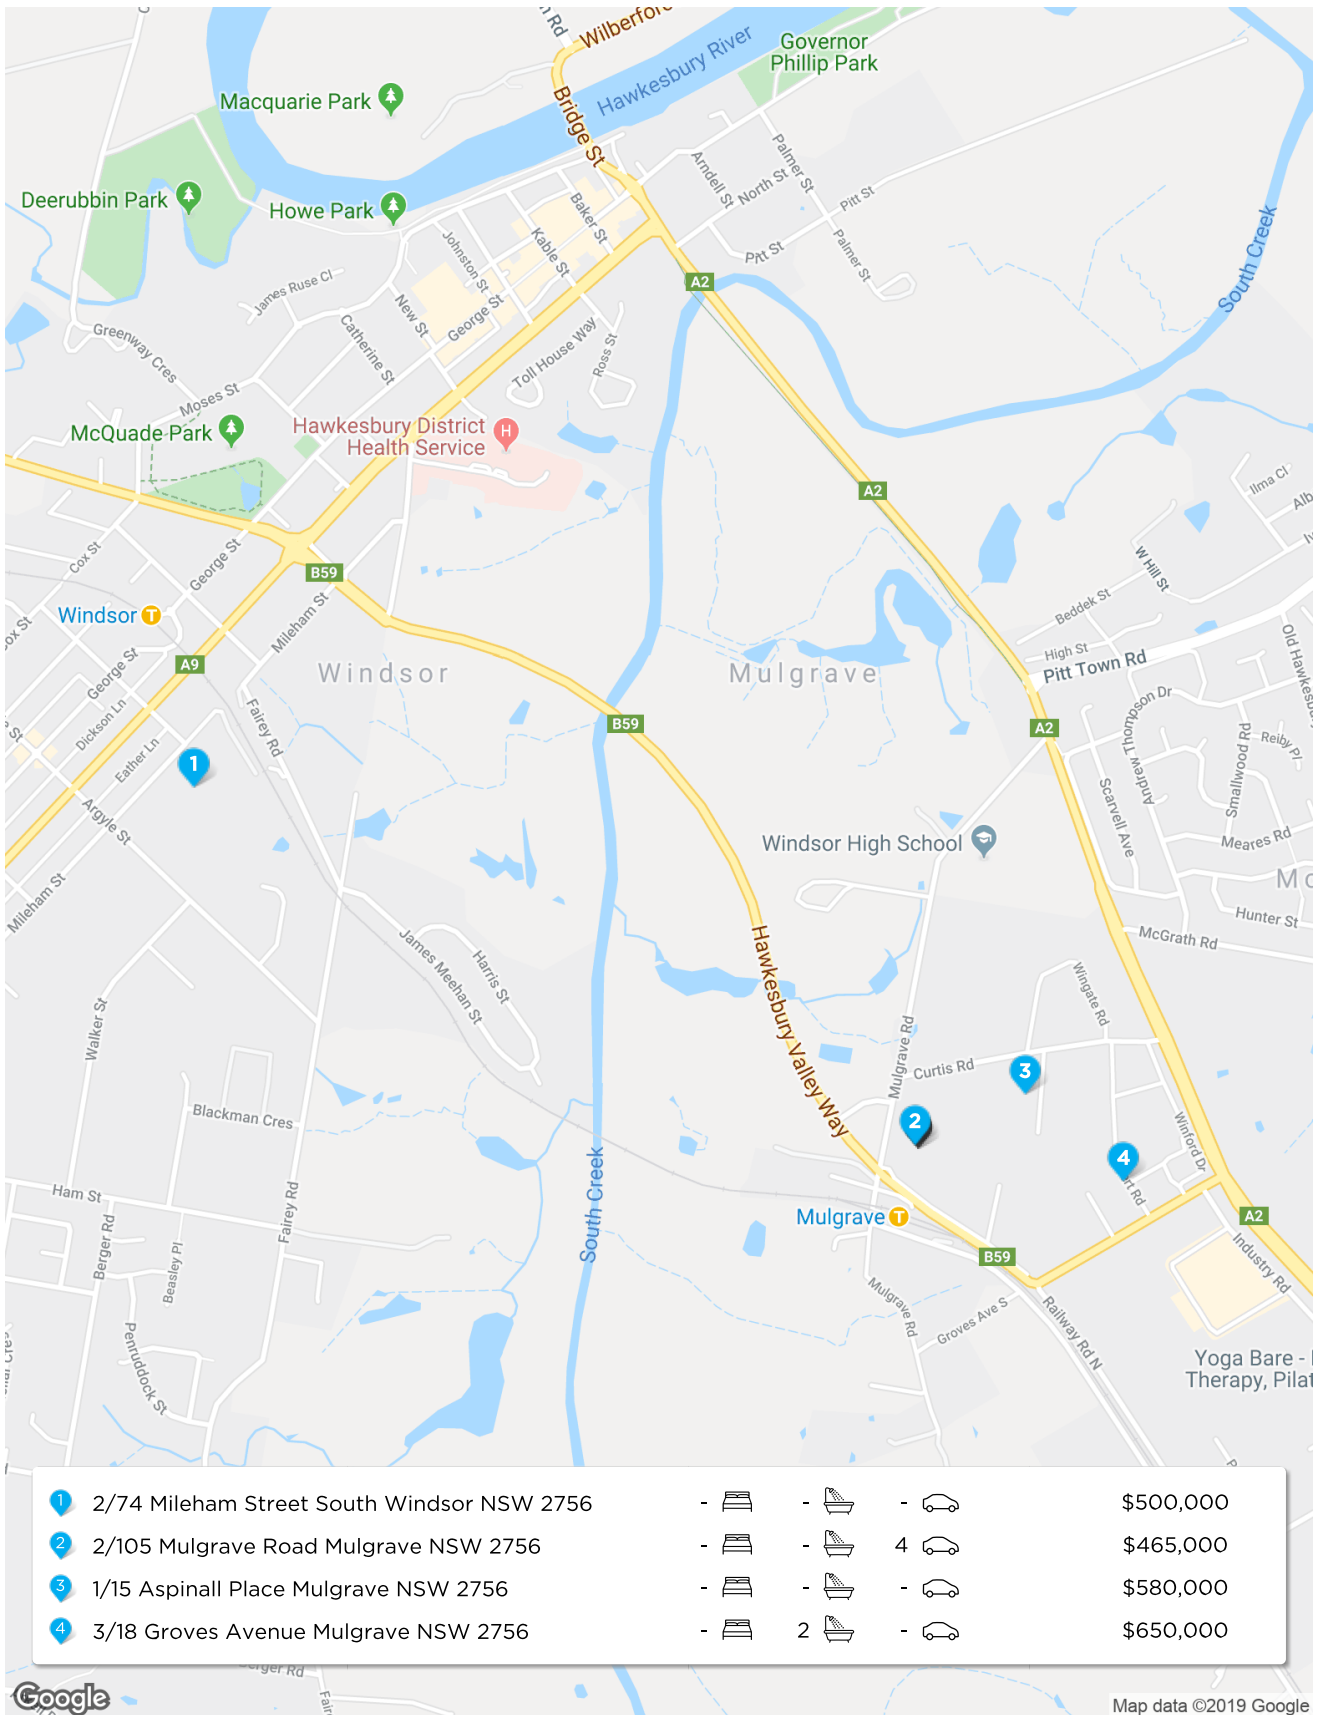 Wilberford
Hawkesbury River
Governor
Phillip Park
Macquarie Park
Bridge St
Deerubbin Park
Howe Park
Palmer St
Arndell St
North St
Pitt St
Baker St
Kable St
Johnston St
Pitt St
Palmer St
South Creek
A2
James Ruse Cl
New St
George St
Catherine St
Toll House Way
Ross St
Greenway Cres
Moses St
McQuade Park
Hawkesbury District
Health Service
H
A2
Ilma Cl
Cox St
George St
B59
W Hill St
Beddek St
Windsor T
Mileham St
High St
Pitt Town Rd
A9
George St
Windsor
Mulgrave
Dickson Ln
Fairey Rd
B59
A2
Andrew Thompson Dr
Smallwood Rd
Reiby Pl
Eather Ln
1
Argyle St
Scarvell Ave
Windsor High School
Meares Rd
Mileham St
Hunter St
McGrath Rd
James Meehan St
Harris St
Hawkesbury Valley Way
Wingate Rd
Walker St
Mulgrave Rd
Curtis Rd
3
Blackman Cres
2
Winford Dr
4
South Creek
Ham St
Fairey Rd
Berger Rd
Beasley Pl
Mulgrave T
A2
B59
Industry Rd
Mulgrave Rd
Groves Ave S
Railway Rd N
Penruddock St
Yoga Bare -
Therapy, Pilat
1 2/74 Mileham Street South Windsor NSW 2756 - - - $500,000
2 2/105 Mulgrave Road Mulgrave NSW 2756 - - 4 $465,000
3 1/15 Aspinall Place Mulgrave NSW 2756 - - - $580,000
4 3/18 Groves Avenue Mulgrave NSW 2756 - 2 - $650,000
Google
Map data ©2019 Google